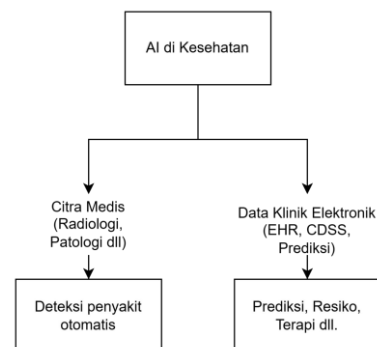 AI di Kesehatan
Citra Medis
(Radiologi,
Patologi dll)
Data Klinik Elektronik
(EHR, CDSS,
Prediksi)
Deteksi penyakit
otomatis
Prediksi, Resiko,
Terapi dll.